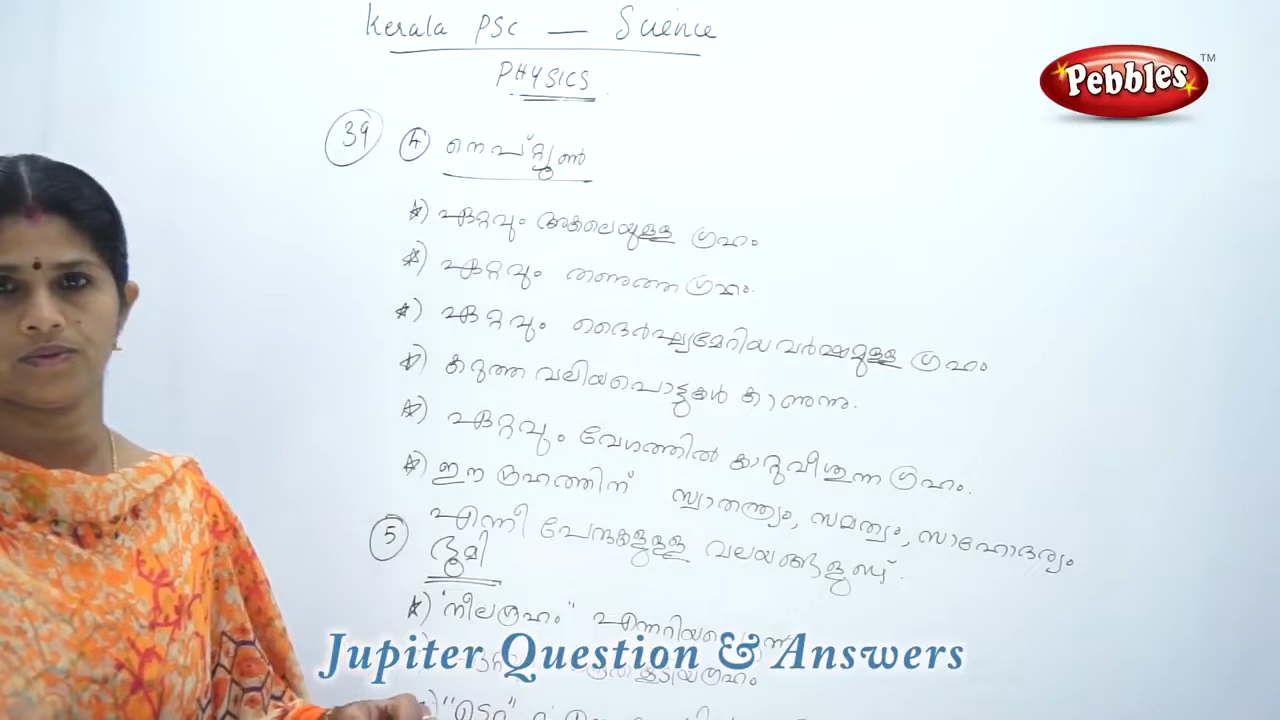 Kerala PSC — Science
PHYSICS
Pebbles TM
39 4 നെപ്റ്റ്യൂൺ
*) ഏറ്റവും അകലെയുള്ള ഗ്രഹം
*) ഏറ്റവും തണുത്ത ഗ്രഹം.
*) ഏറ്റവും ദൈർഘ്യമേറിയ വർഷമുള്ള ഗ്രഹം
*) കറുത്ത വലിയപൊട്ടുകൾ കാണുന്നു.
*) ഏറ്റവും വേഗത്തിൽ കാറ്റുവീശുന്ന ഗ്രഹം.
*) ഈ ഗ്രഹത്തിന് സ്വാതന്ത്ര്യം, സമത്വം, സാഹോദര്യം
എന്നീ പേരുകളുള്ള വലയങ്ങളുണ്ട്.
5 ഭൂമി
*) "നീലഗ്രഹം" എന്നറിയപ്പെടുന്നു
Jupiter Question & Answers